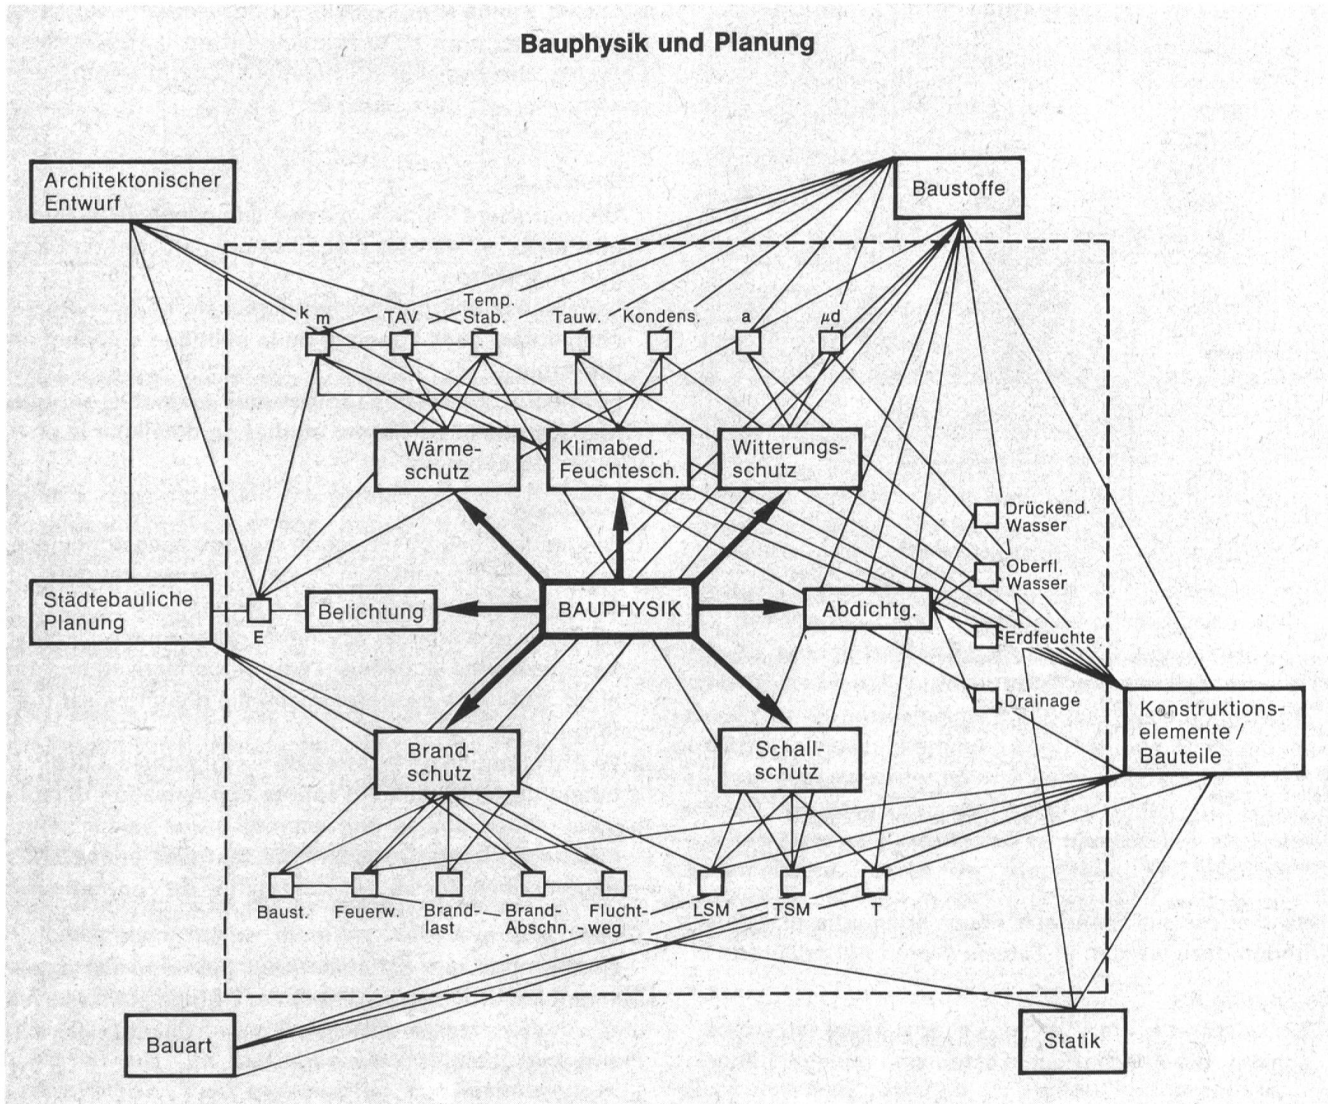 Bauphysik und Planung
Architektonischer
Entwurf
Baustoffe
k m
TAV
Temp.
Stab.
Tauw.
Kondens.
a
µd
Wärme-
schutz
Klimabed.
Feuchtesch.
Witterungs-
schutz
Drückend.
Wasser
Oberfl.
Wasser
Städtebauliche
Planung
E
Belichtung
BAUPHYSIK
Abdichtg.
Erdfeuchte
Drainage
Konstruktions-
elemente /
Bauteile
Brand-
schutz
Schall-
schutz
Baust.
Feuerw.
Brand-
last
Brand-
Abschn.
Flucht-
weg
LSM
TSM
T
Bauart
Statik